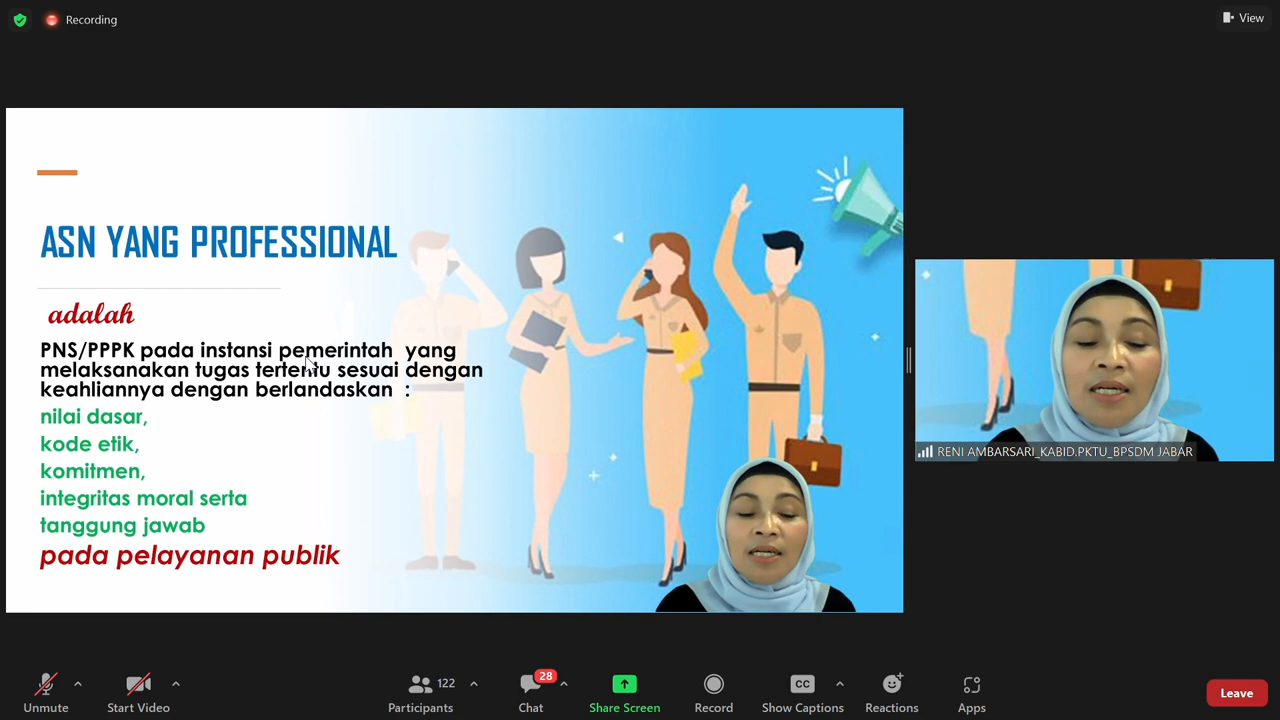 Recording
View
ASN YANG PROFESSIONAL
adalah
PNS/PPPK pada instansi pemerintah yang
melaksanakan tugas tertentu sesuai dengan
keahliannya dengan berlandaskan :
nilai dasar,
kode etik,
komitmen,
integritas moral serta
tanggung jawab
pada pelayanan publik
RENI AMBARSARI_KABID.PKTU_BPSDM JABAR
122
28
CC
Unmute
Start Video
Participants
Chat
Share Screen
Record
Show Captions
Reactions
Apps
Leave